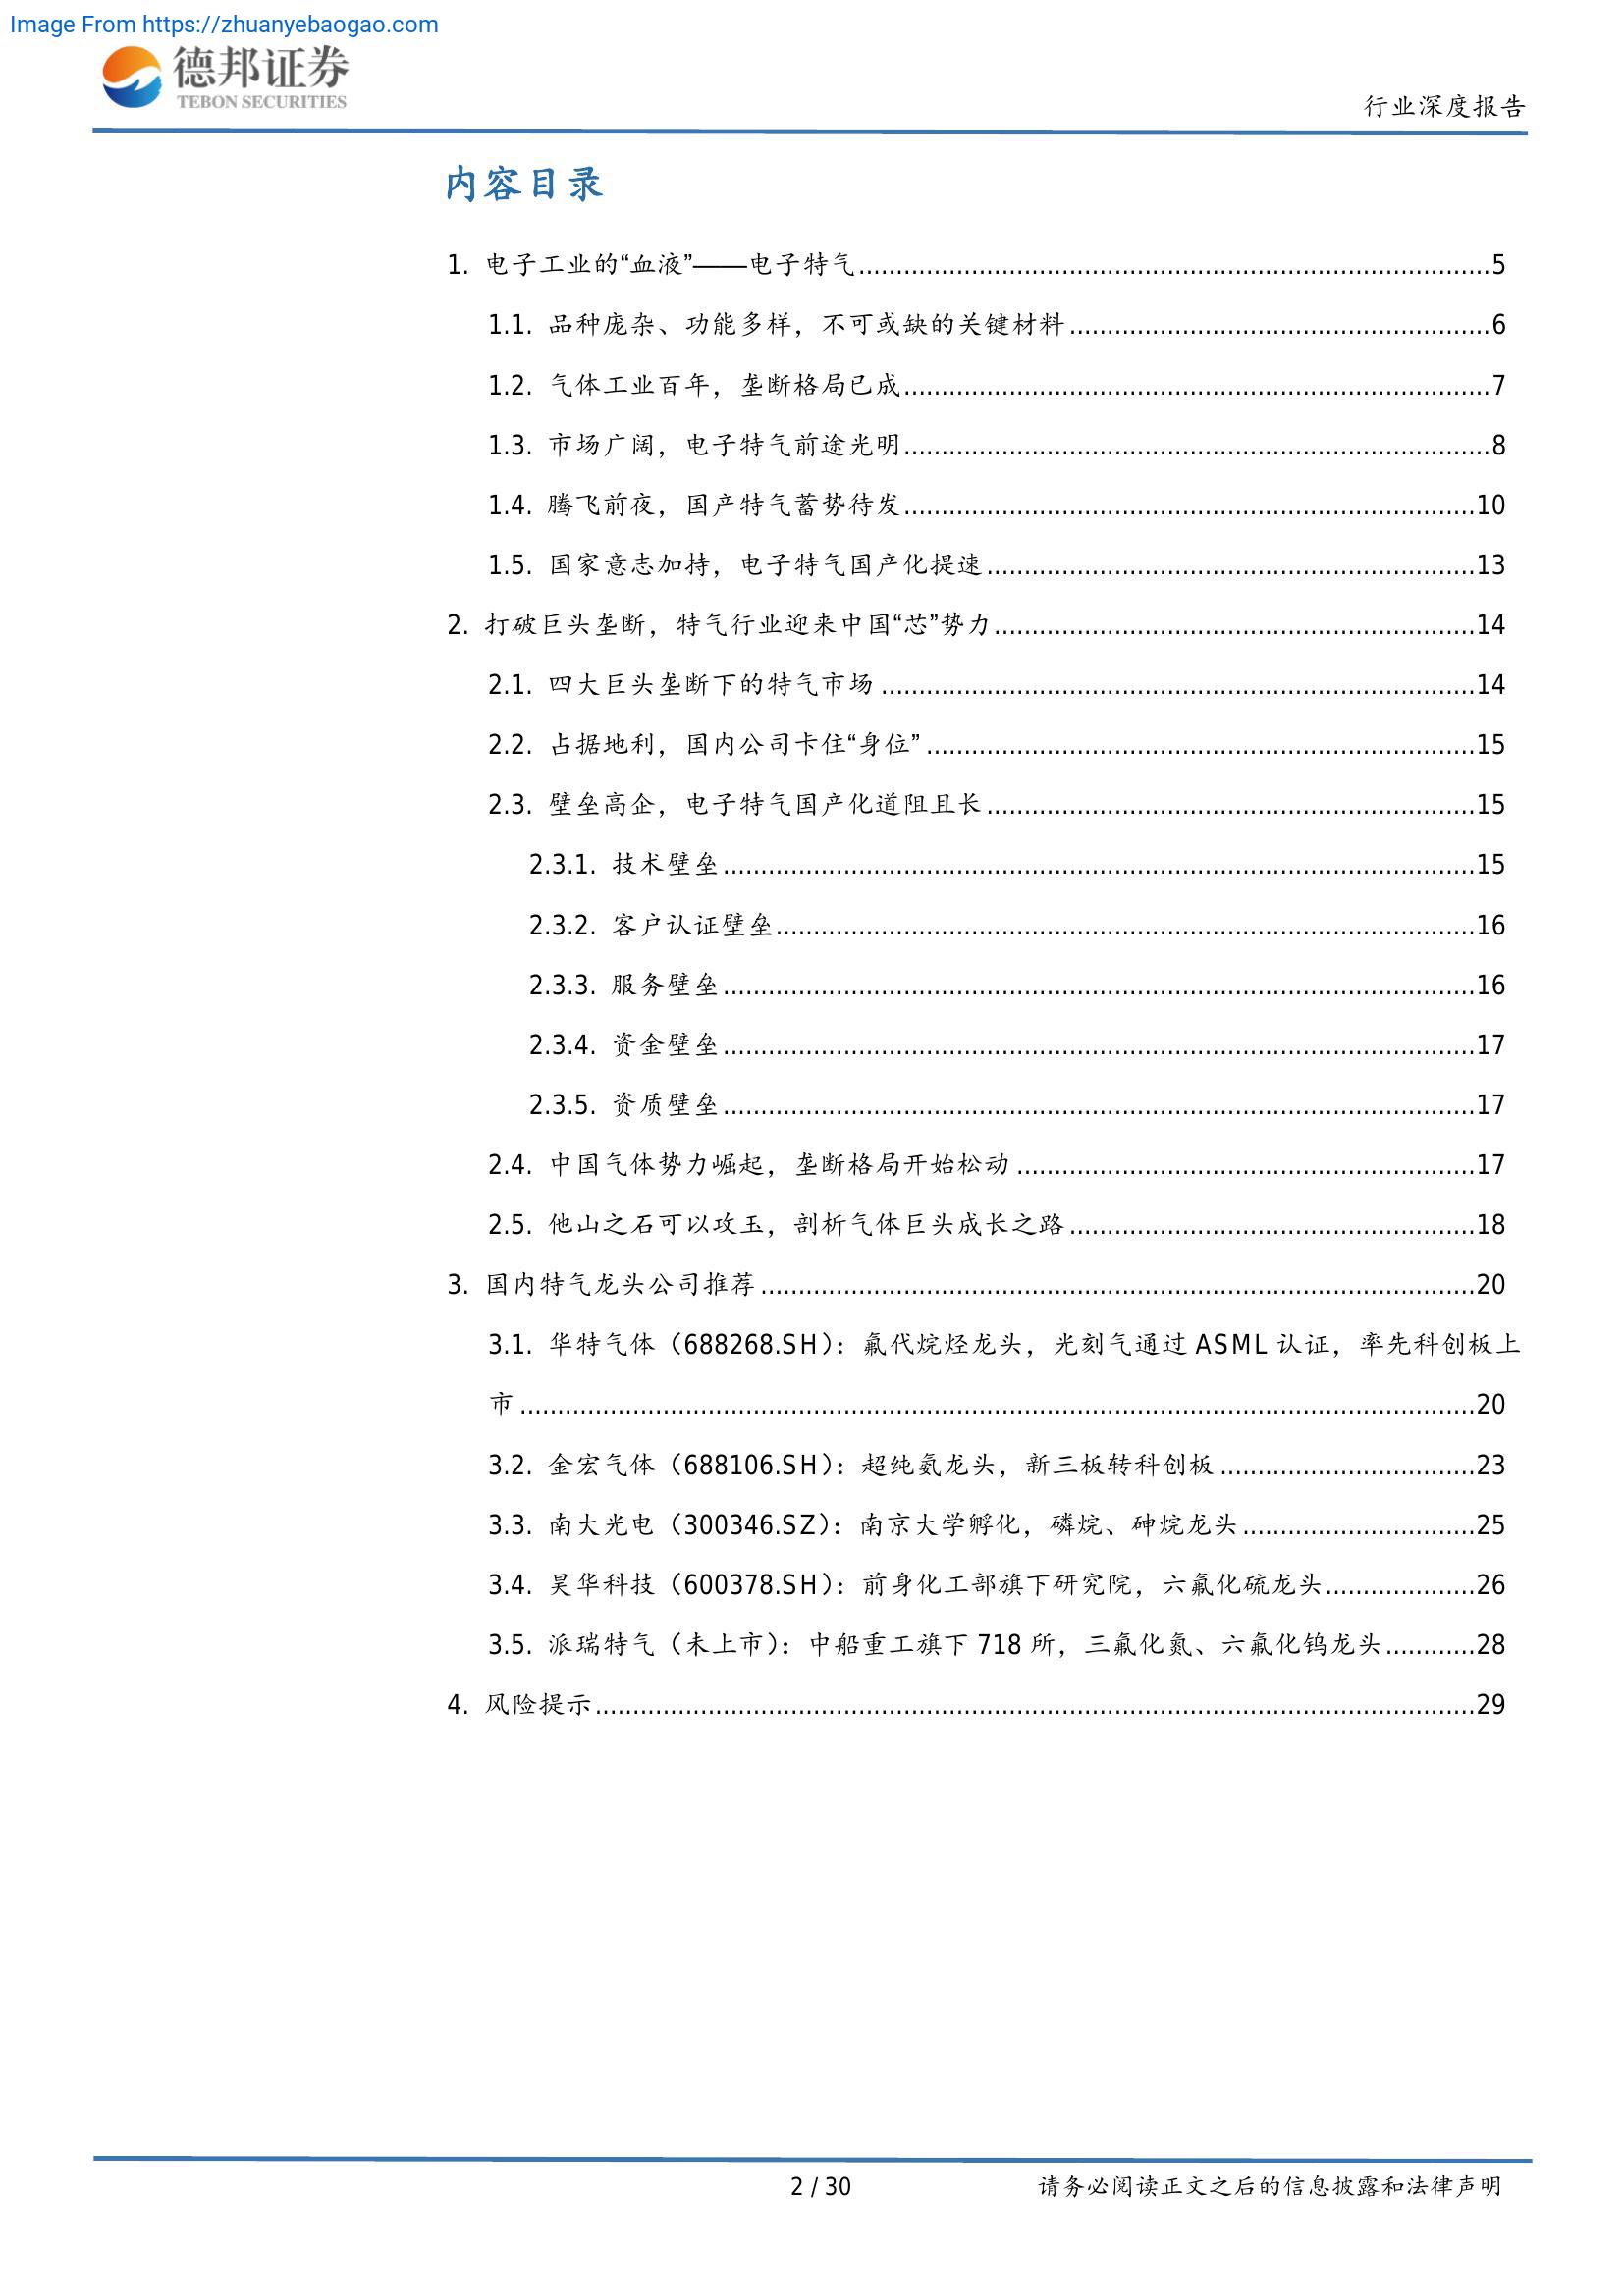 Image From https://zhuanyebaogao.com
德邦证券
TEBON SECURITIES
行业深度报告
内容目录
1. 电子工业的“血液”——电子特气....................5
1.1. 品种庞杂、功能多样，不可或缺的关键材料....................6
1.2. 气体工业百年，垄断格局已成....................7
1.3. 市场广阔，电子特气前途光明....................8
1.4. 腾飞前夜，国产特气蓄势待发....................10
1.5. 国家意志加持，电子特气国产化提速....................13
2. 打破巨头垄断，特气行业迎来中国“芯”势力....................14
2.1. 四大巨头垄断下的特气市场....................14
2.2. 占据地利，国内公司卡住“身位”....................15
2.3. 壁垒高企，电子特气国产化道阻且长....................15
2.3.1. 技术壁垒....................15
2.3.2. 客户认证壁垒....................16
2.3.3. 服务壁垒....................16
2.3.4. 资金壁垒....................17
2.3.5. 资质壁垒....................17
2.4. 中国气体势力崛起，垄断格局开始松动....................17
2.5. 他山之石可以攻玉，剖析气体巨头成长之路....................18
3. 国内特气龙头公司推荐....................20
3.1. 华特气体（688268.SH）：氟代烷烃龙头，光刻气通过 ASML 认证，率先科创板上
市....................20
3.2. 金宏气体（688106.SH）：超纯氨龙头，新三板转科创板....................23
3.3. 南大光电（300346.SZ）：南京大学孵化，磷烷、砷烷龙头....................25
3.4. 昊华科技（600378.SH）：前身化工部旗下研究院，六氟化硫龙头....................26
3.5. 派瑞特气（未上市）：中船重工旗下 718 所，三氟化氮、六氟化钨龙头............28
4. 风险提示....................29
2 / 30
请务必阅读正文之后的信息披露和法律声明